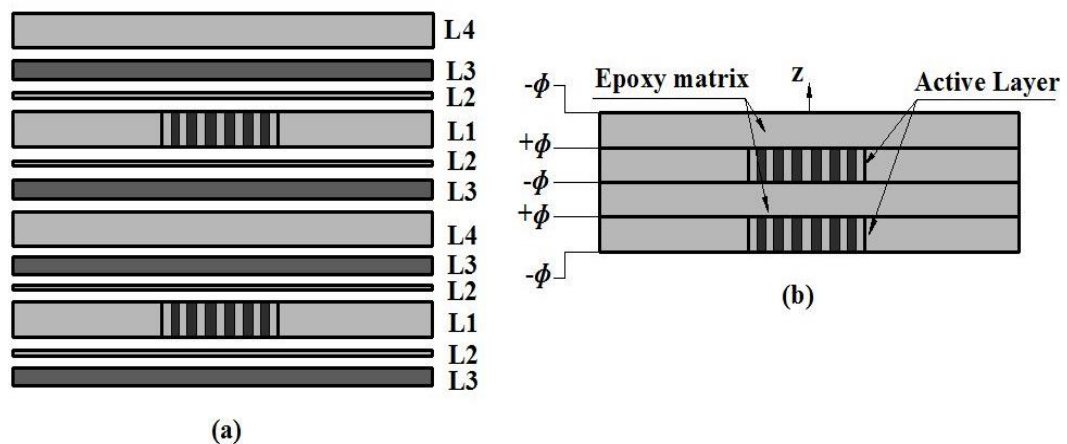 L4
L3
L2
L1
L2
L3
L4
L3
L2
L1
L2
L3
(a)
z
Epoxy matrix
Active Layer
-ϕ
+ϕ
-ϕ
+ϕ
-ϕ
(b)